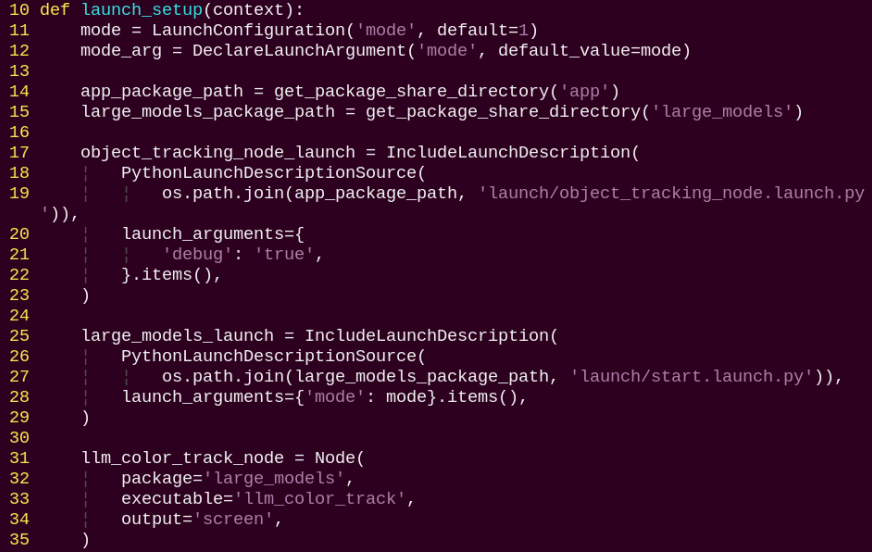 10 def launch_setup(context):
11     mode = LaunchConfiguration('mode', default=1)
12     mode_arg = DeclareLaunchArgument('mode', default_value=mode)
13
14     app_package_path = get_package_share_directory('app')
15     large_models_package_path = get_package_share_directory('large_models')
16
17     object_tracking_node_launch = IncludeLaunchDescription(
18     ¦   PythonLaunchDescriptionSource(
19     ¦   ¦   os.path.join(app_package_path, 'launch/object_tracking_node.launch.py
   ')),
20     ¦   launch_arguments={
21     ¦   ¦   'debug': 'true',
22     ¦   }.items(),
23     )
24
25     large_models_launch = IncludeLaunchDescription(
26     ¦   PythonLaunchDescriptionSource(
27     ¦   ¦   os.path.join(large_models_package_path, 'launch/start.launch.py')),
28     ¦   launch_arguments={'mode': mode}.items(),
29     )
30
31     llm_color_track_node = Node(
32     ¦   package='large_models',
33     ¦   executable='llm_color_track',
34     ¦   output='screen',
35     )